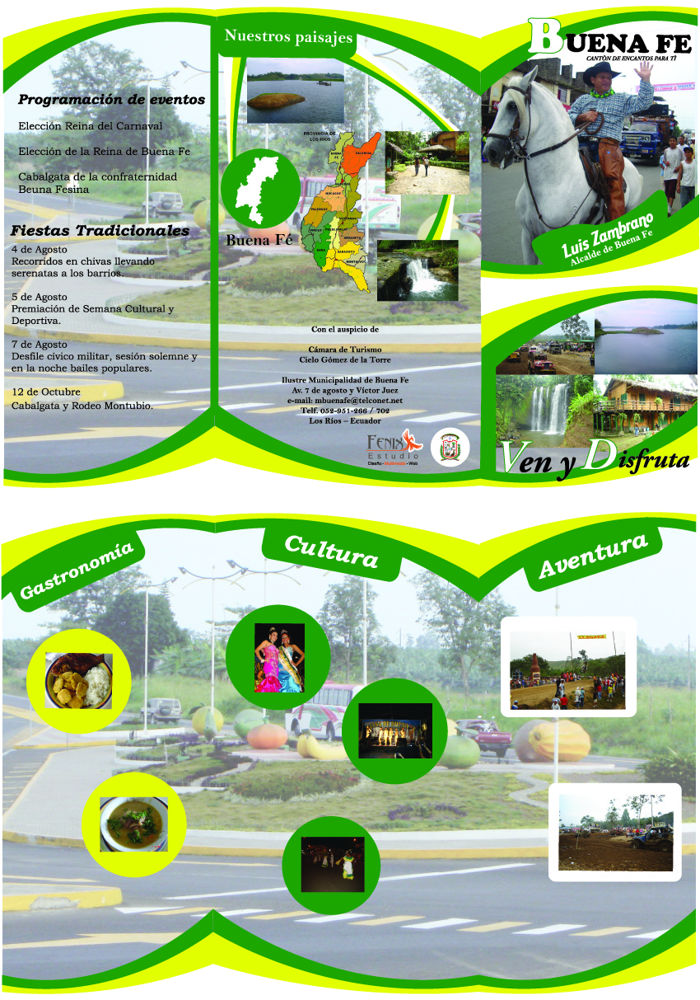 Programación de eventos
Elección Reina del Carnaval
Elección de la Reina de Buena Fe
Cabalgata de la confraternidad
Beuna Fesina
Fiestas Tradicionales
4 de Agosto
Recorridos en chivas llevando
serenatas a los barrios.
5 de Agosto
Premiación de Semana Cultural y
Deportiva.
7 de Agosto
Desfile cívico militar, sesión solemne y
en la noche bailes populares.
12 de Octubre
Cabalgata y Rodeo Montubio.
Nuestros paisajes
PROVINCIA DE
LOS RIOS
BUENA
FE
VALENCIA
MOCACHE
PALENQUE
VINCES
BABA
URDANETA
BABAHOYO
MONTALVO
Buena Fé
Con el auspicio de
Cámara de Turismo
Cielo Gómez de la Torre
Ilustre Municipalidad de Buena Fe
Av. 7 de agosto y Víctor Juez
e-mail: mbuenafe@telconet.net
Telf. 052-951-266 / 702
Los Ríos – Ecuador
FENIX
Estudio
Diseño - Multimedia - Web
BUENA FE
CANTÓN DE ENCANTOS PARA TÍ
Luis Zambrano
Alcalde de Buena Fe
Ven y Disfruta
Gastronomía
Cultura
Aventura